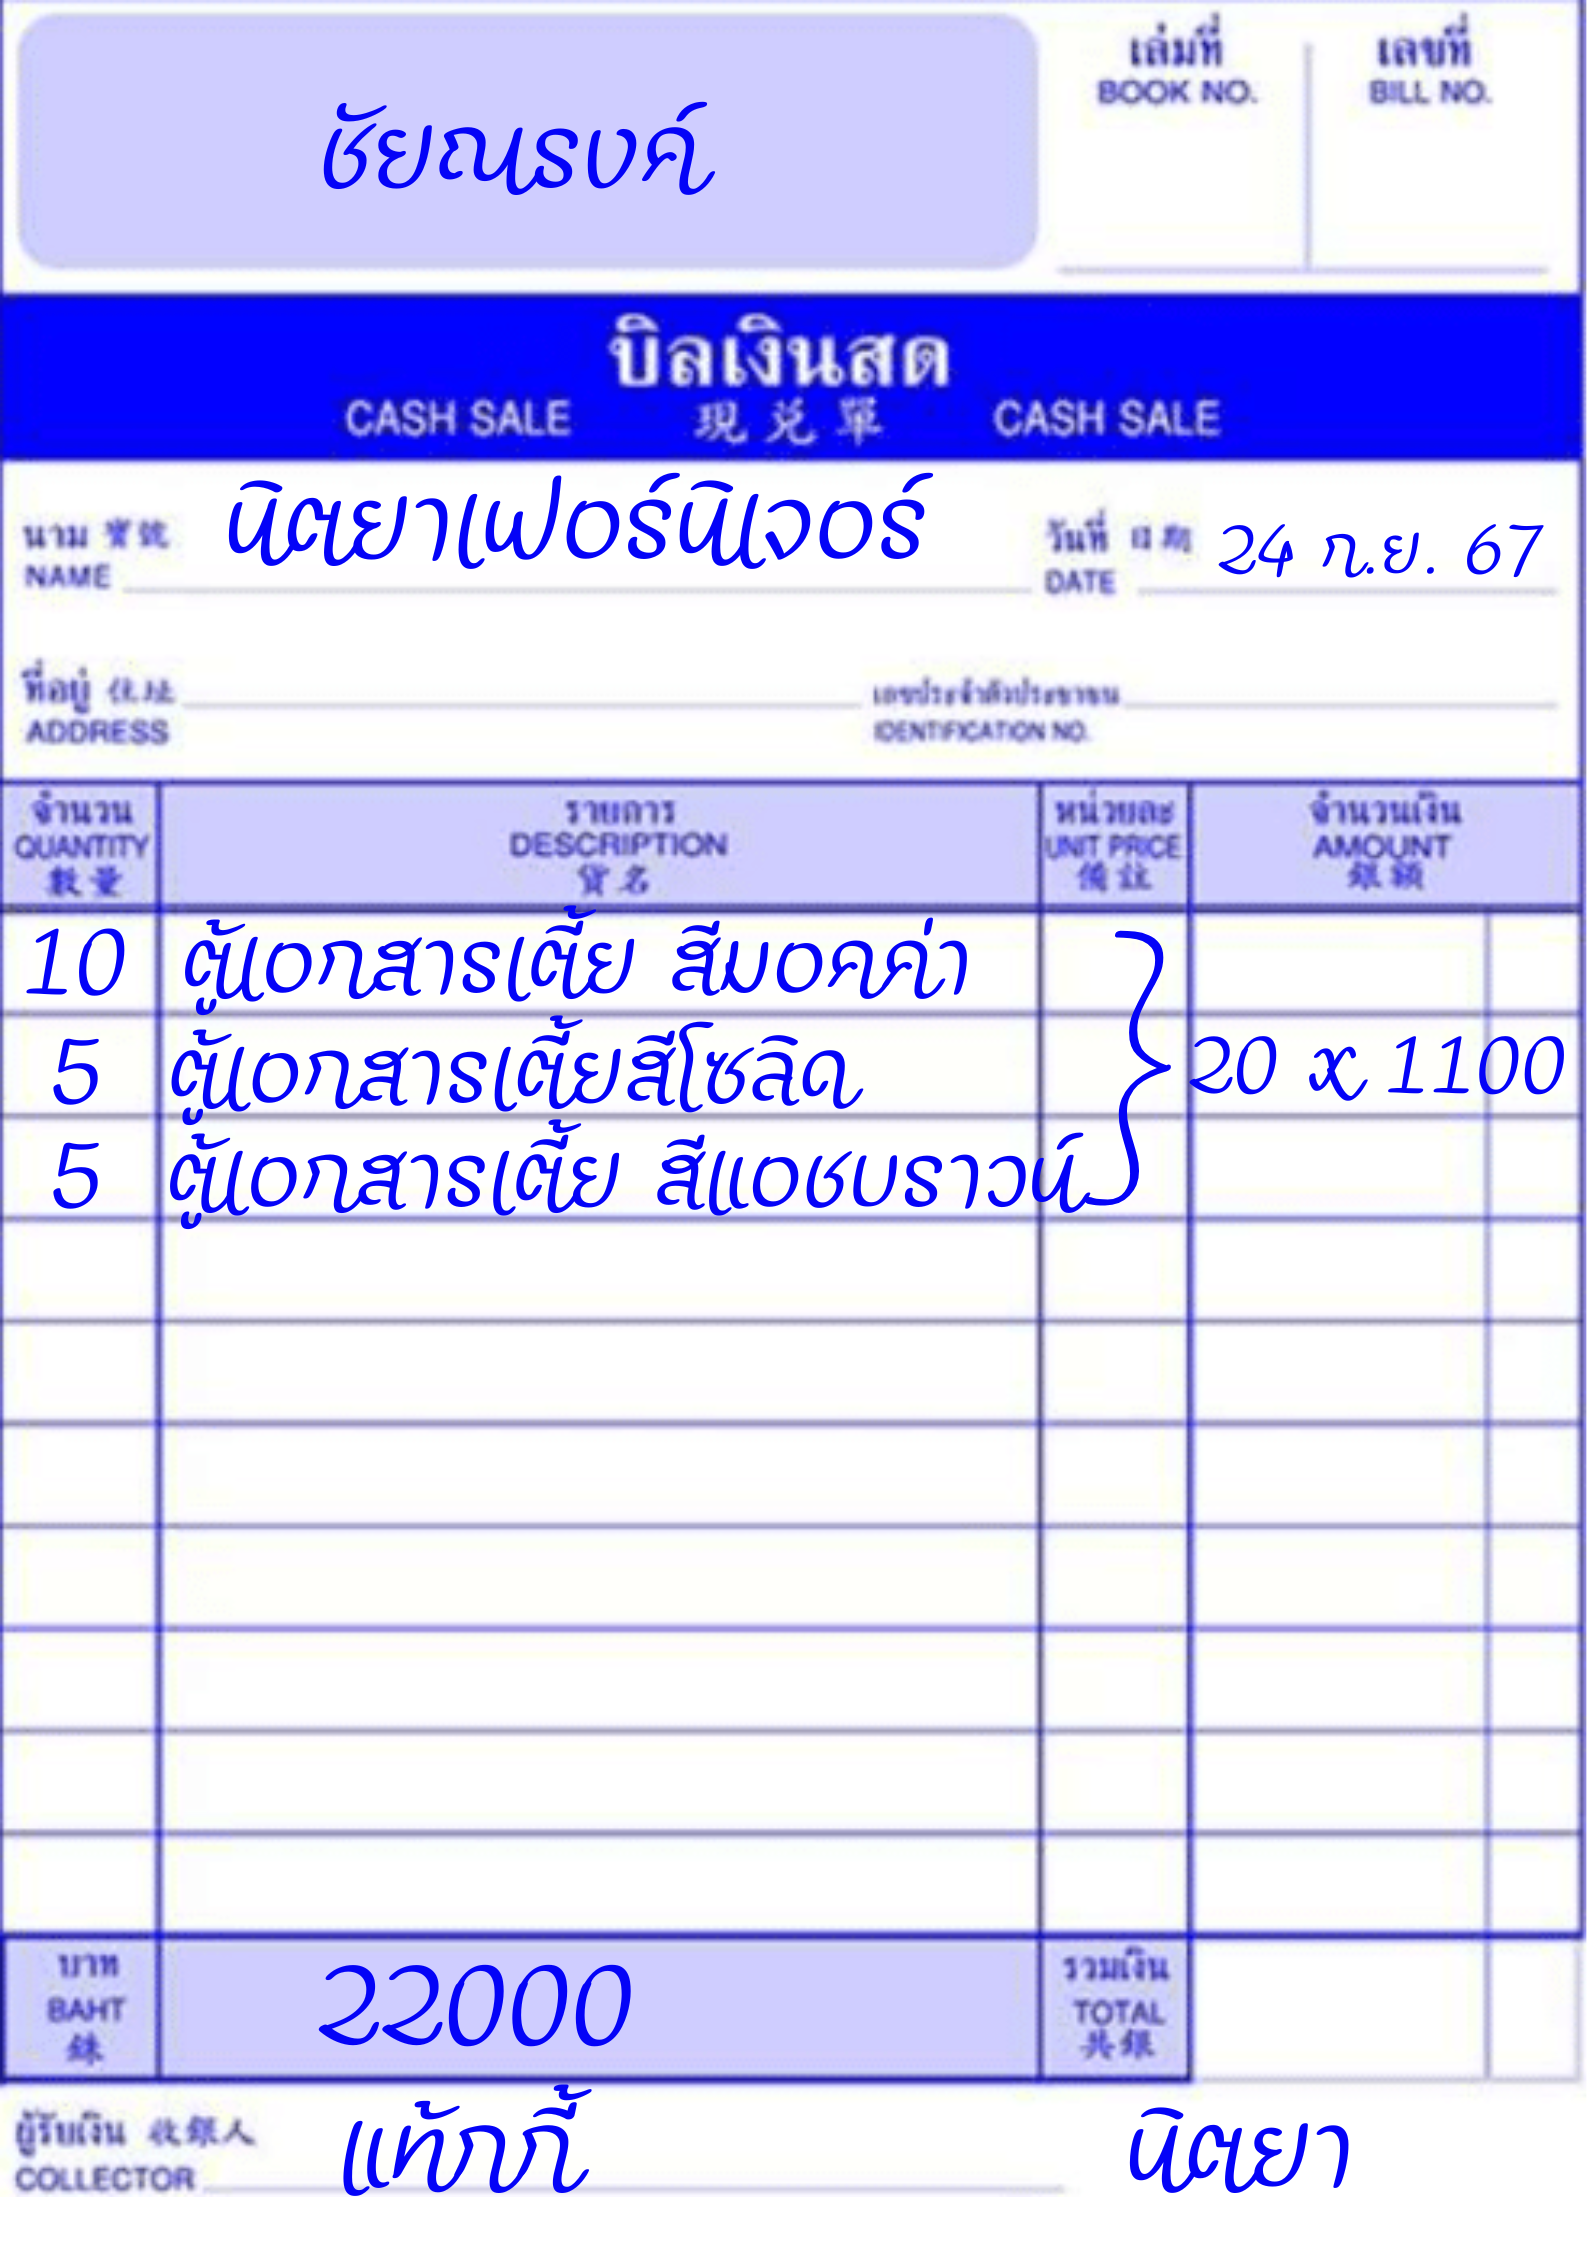 เล่มที่ เลขที่
BOOK NO. BILL NO.
ชัยณรงค์
บิลเงินสด
CASH SALE 現兌單 CASH SALE
นาม 寶號 นิตยาเฟอร์นิเจอร์ วันที่ 日期 24 ก.ย. 67
NAME DATE
ที่อยู่ 住址 เลขประจำตัวประชาชน
ADDRESS IDENTIFICATION NO.
จำนวน รายการ หน่วยละ จำนวนเงิน
QUANTITY DESCRIPTION UNIT PRICE AMOUNT
數量 貨名 備註 銀額
10 ตู้เอกสารเตี้ย สีมอคค่า
5 ตู้เอกสารเตี้ยสีโซลิด } 20 x 1100
5 ตู้เอกสารเตี้ย สีแอชบราวน์
บาท 22000 รวมเงิน
BAHT TOTAL
銖 共銀
ผู้รับเงิน 收銀人 แท้กกี้ นิตยา
COLLECTOR